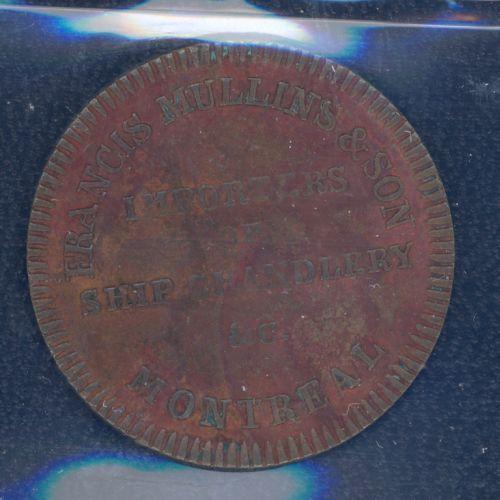 FRANCIS MULLINS & SON
IMPORTERS
OF
SHIP CHANDLERY
&C.
MONTREAL